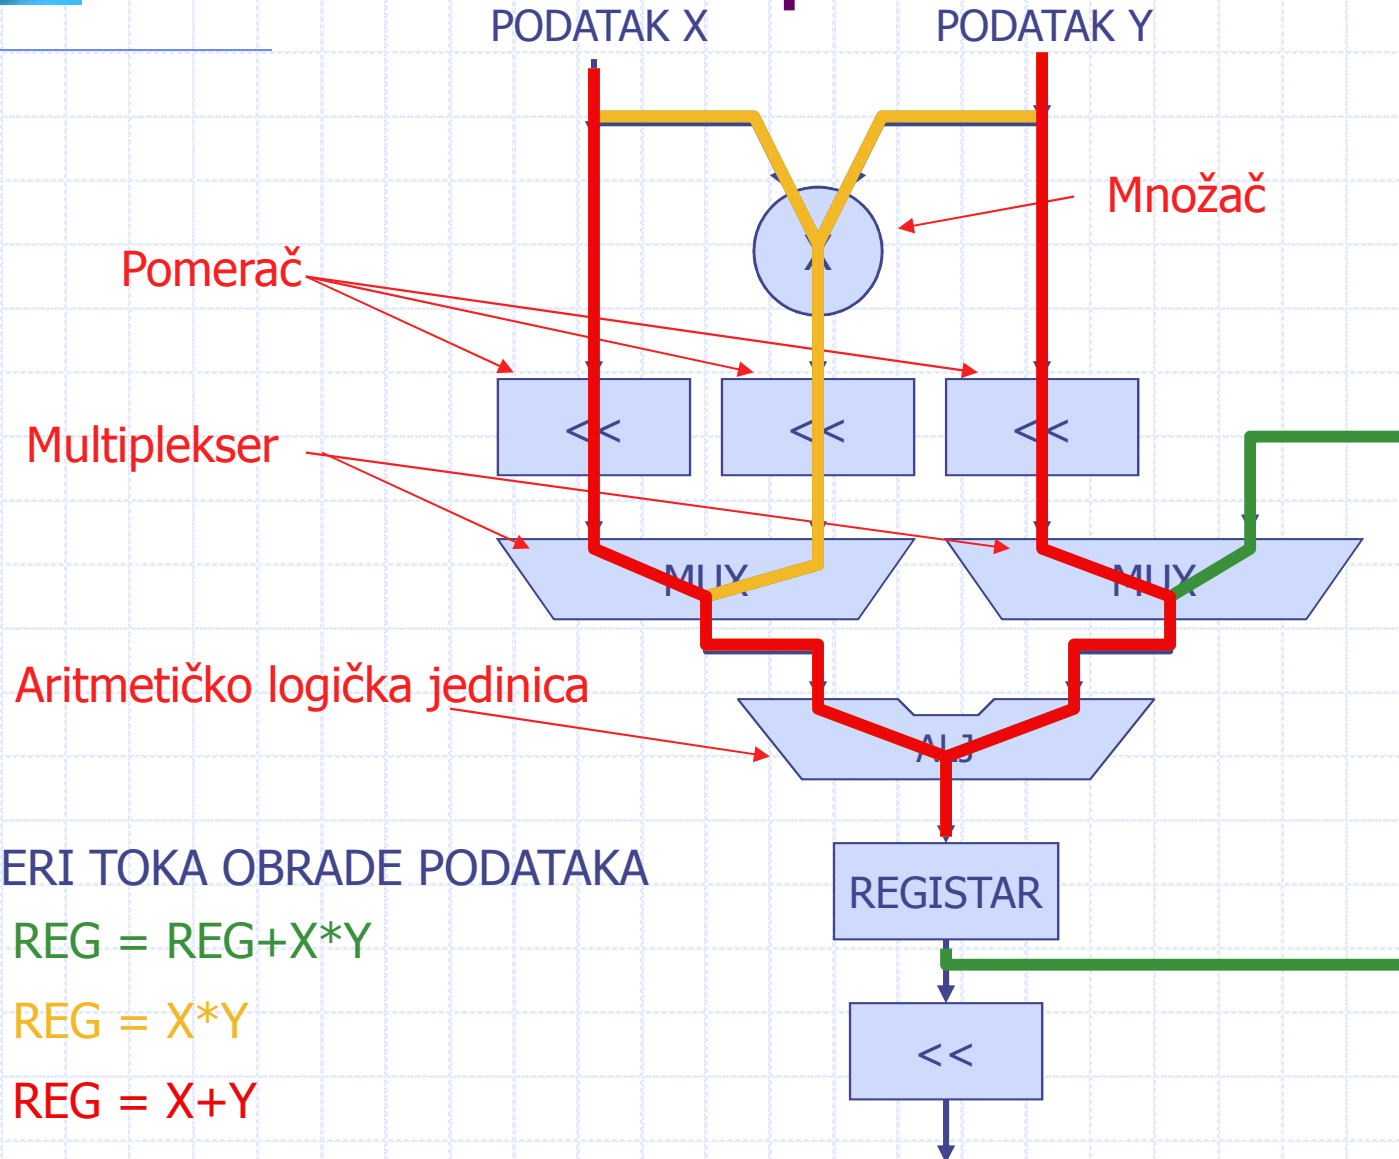 PODATAK X
PODATAK Y
Množač
X
Pomerač
<<
<<
<<
Multiplekser
MUX
MUX
Aritmetičko logička jedinica
ALJ
REGISTAR
ERI TOKA OBRADE PODATAKA
REG = REG+X*Y
REG = X*Y
<<
REG = X+Y